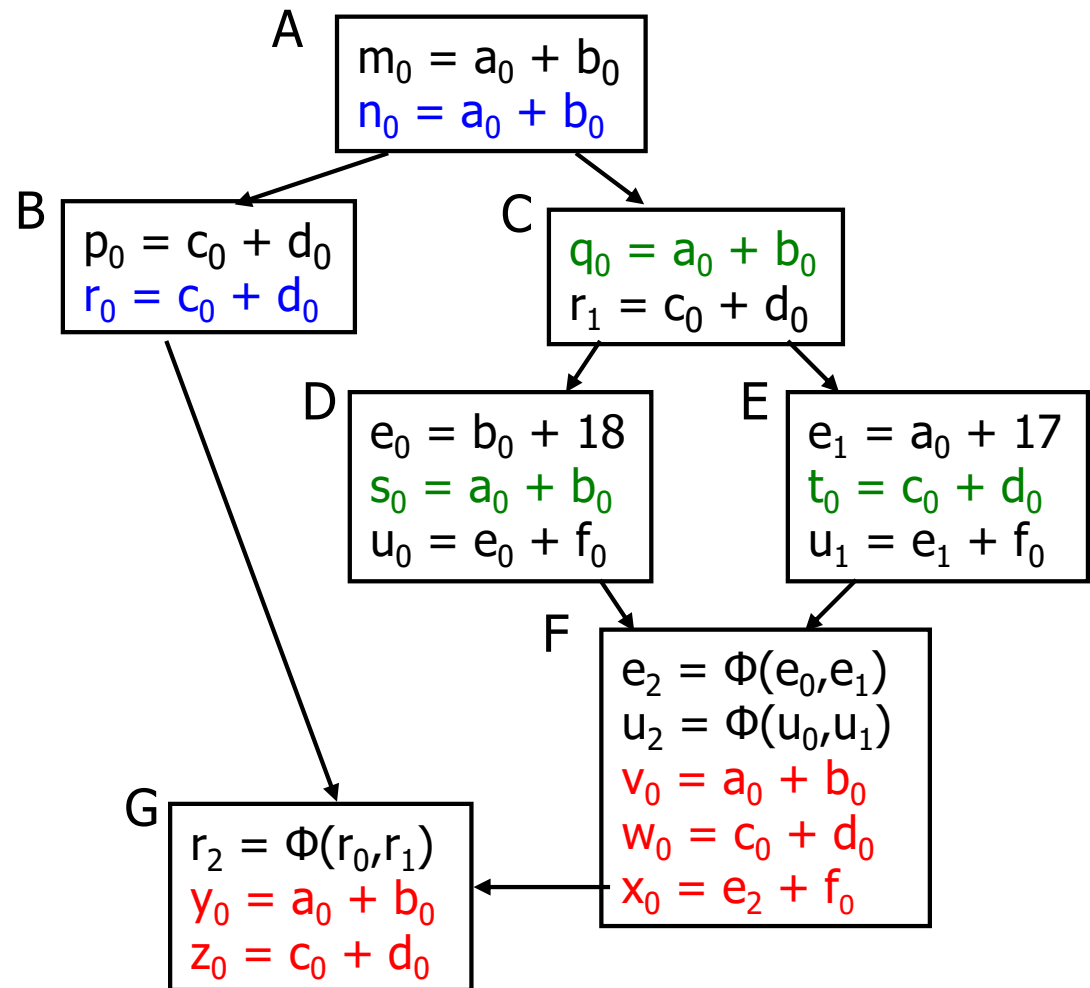 A
m₀ = a₀ + b₀
n₀ = a₀ + b₀
B
p₀ = c₀ + d₀
r₀ = c₀ + d₀
C
q₀ = a₀ + b₀
r₁ = c₀ + d₀
D
e₀ = b₀ + 18
s₀ = a₀ + b₀
u₀ = e₀ + f₀
E
e₁ = a₀ + 17
t₀ = c₀ + d₀
u₁ = e₁ + f₀
F
e₂ = Φ(e₀,e₁)
u₂ = Φ(u₀,u₁)
v₀ = a₀ + b₀
w₀ = c₀ + d₀
x₀ = e₂ + f₀
G
r₂ = Φ(r₀,r₁)
y₀ = a₀ + b₀
z₀ = c₀ + d₀